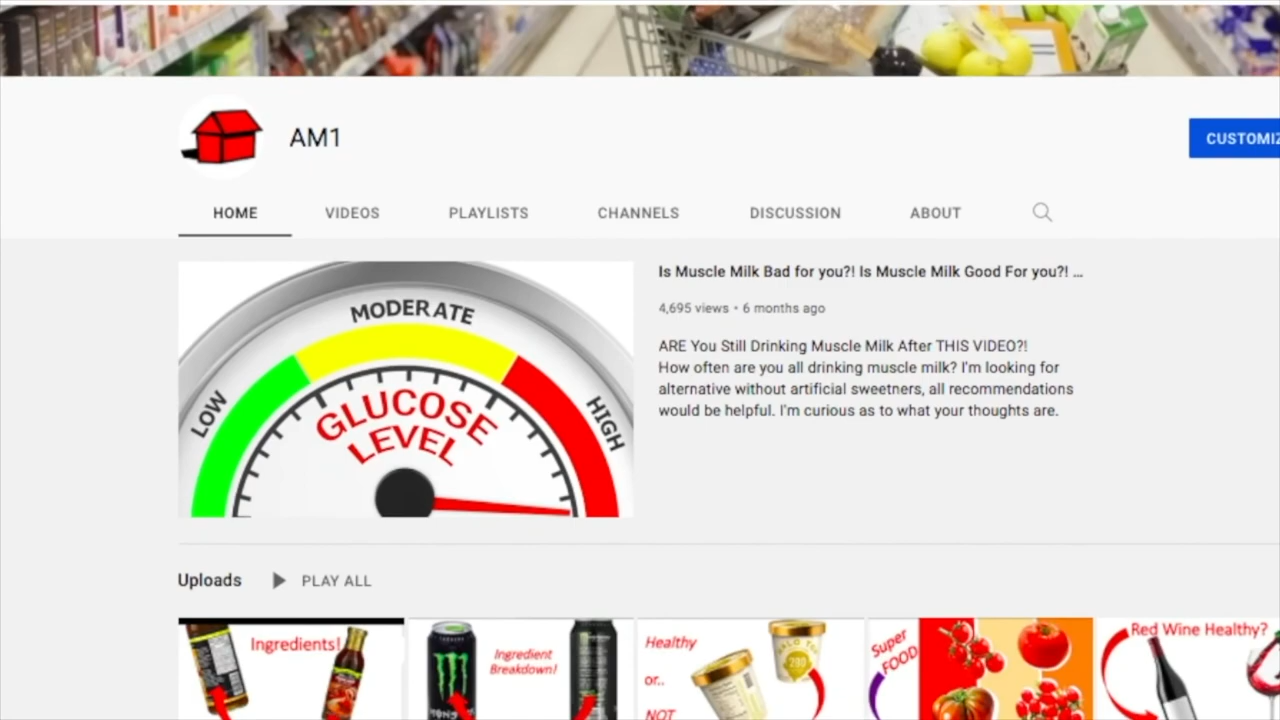 AM1
CUSTOMIZ
HOME VIDEOS PLAYLISTS CHANNELS DISCUSSION ABOUT
MODERATE
LOW
HIGH
GLUCOSE
LEVEL
Is Muscle Milk Bad for you?! Is Muscle Milk Good For you?! ...
4,695 views • 6 months ago
ARE You Still Drinking Muscle Milk After THIS VIDEO?!
How often are you all drinking muscle milk? I'm looking for
alternative without artificial sweetners, all recommendations
would be helpful. I'm curious as to what your thoughts are.
Uploads PLAY ALL
Ingredients!
Ingredient
Breakdown!
Healthy
or..
NOT
280
Super
FOOD
Red Wine Healthy?